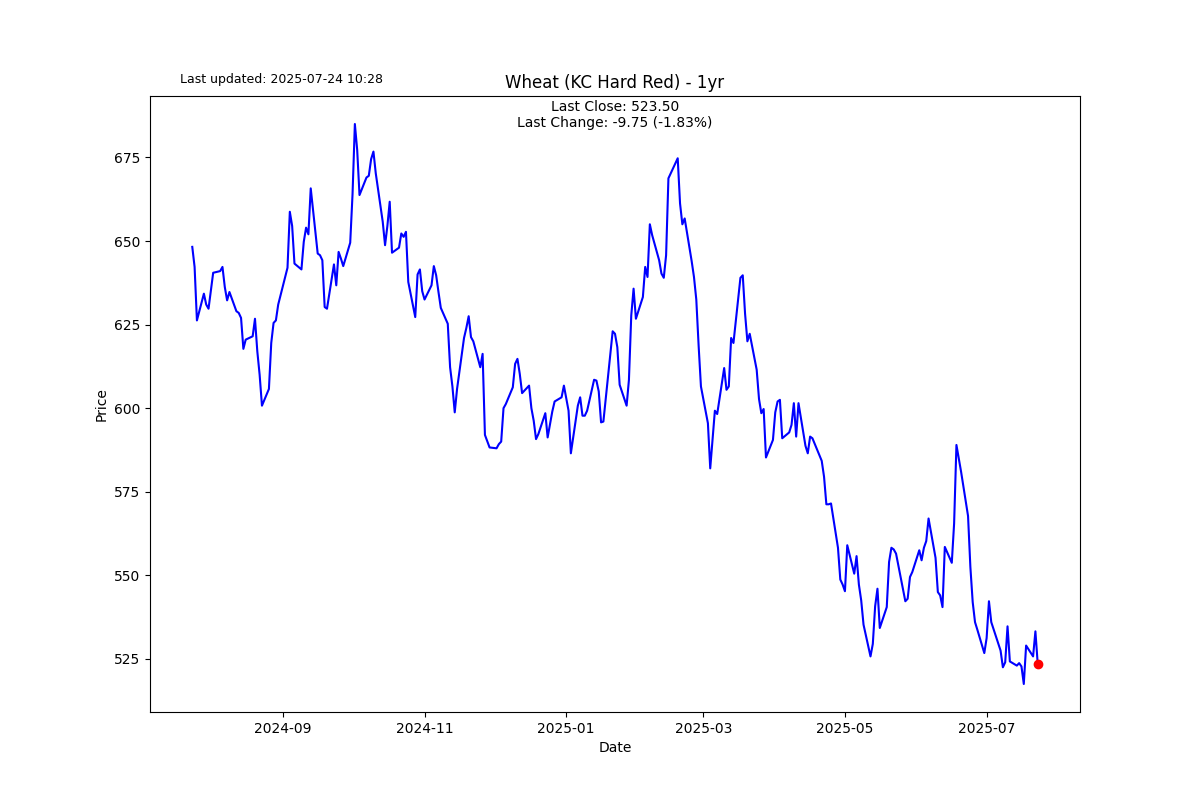 Last updated: 2025-07-24 10:28
Wheat (KC Hard Red) - 1yr
Last Close: 523.50
Last Change: -9.75 (-1.83%)
675
650
625
600
575
550
525
Price
2024-09
2024-11
2025-01
2025-03
2025-05
2025-07
Date